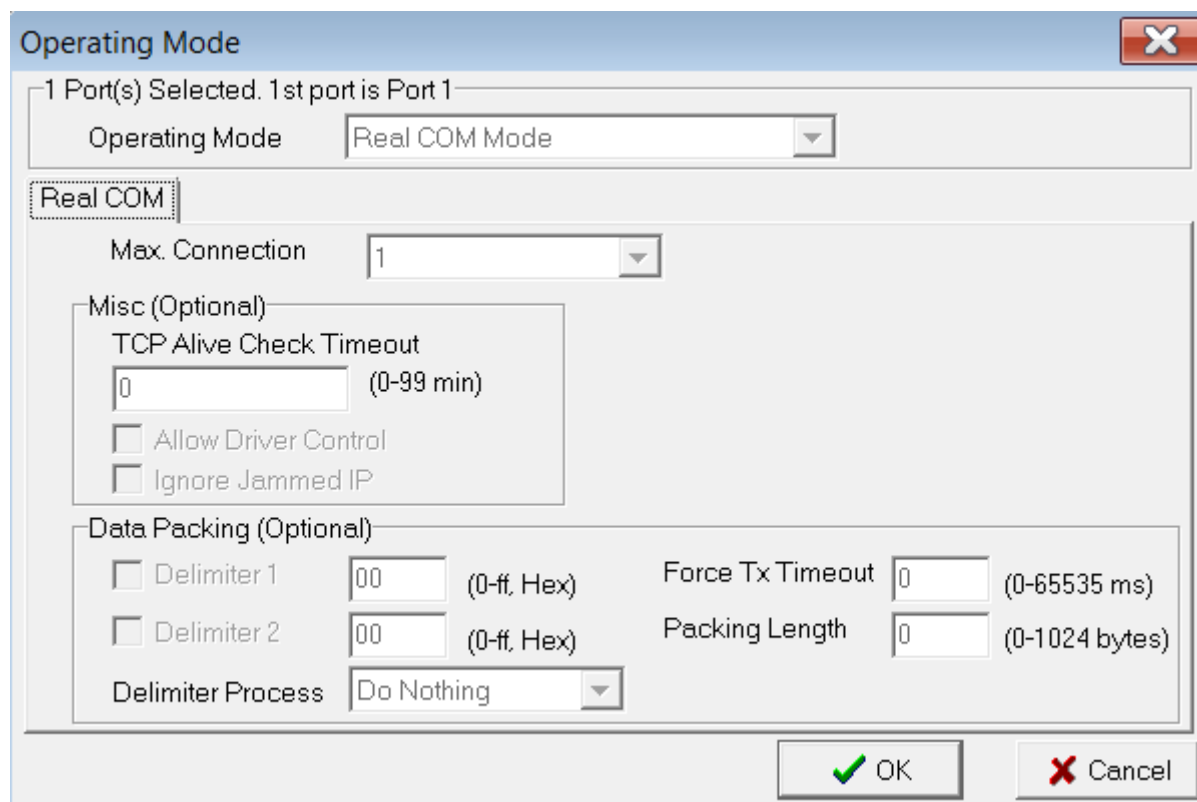 Operating Mode
1 Port(s) Selected. 1st port is Port 1
Operating Mode Real COM Mode
Real COM
Max. Connection 1
Misc (Optional)
TCP Alive Check Timeout
0 (0-99 min)
Allow Driver Control
Ignore Jammed IP
Data Packing (Optional)
Delimiter 1 00 (0-ff, Hex) Force Tx Timeout 0 (0-65535 ms)
Delimiter 2 00 (0-ff, Hex) Packing Length 0 (0-1024 bytes)
Delimiter Process Do Nothing
OK Cancel